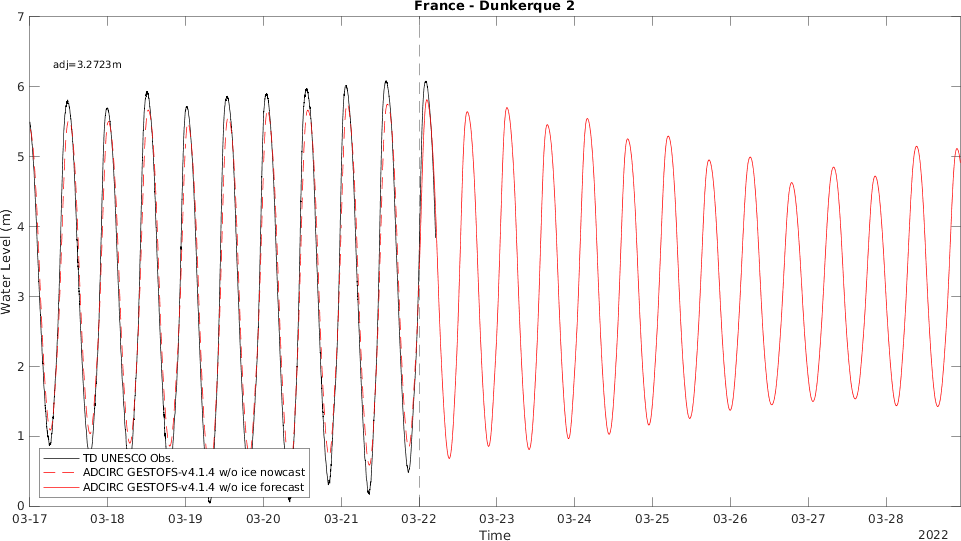 France - Dunkerque 2
7
adj=3.2723m
6
5
4
3
2
1
0
Water Level (m)
TD UNESCO Obs.
ADCIRC GESTOFS-v4.1.4 w/o ice nowcast
ADCIRC GESTOFS-v4.1.4 w/o ice forecast
03-17 03-18 03-19 03-20 03-21 03-22 03-23 03-24 03-25 03-26 03-27 03-28
Time
2022